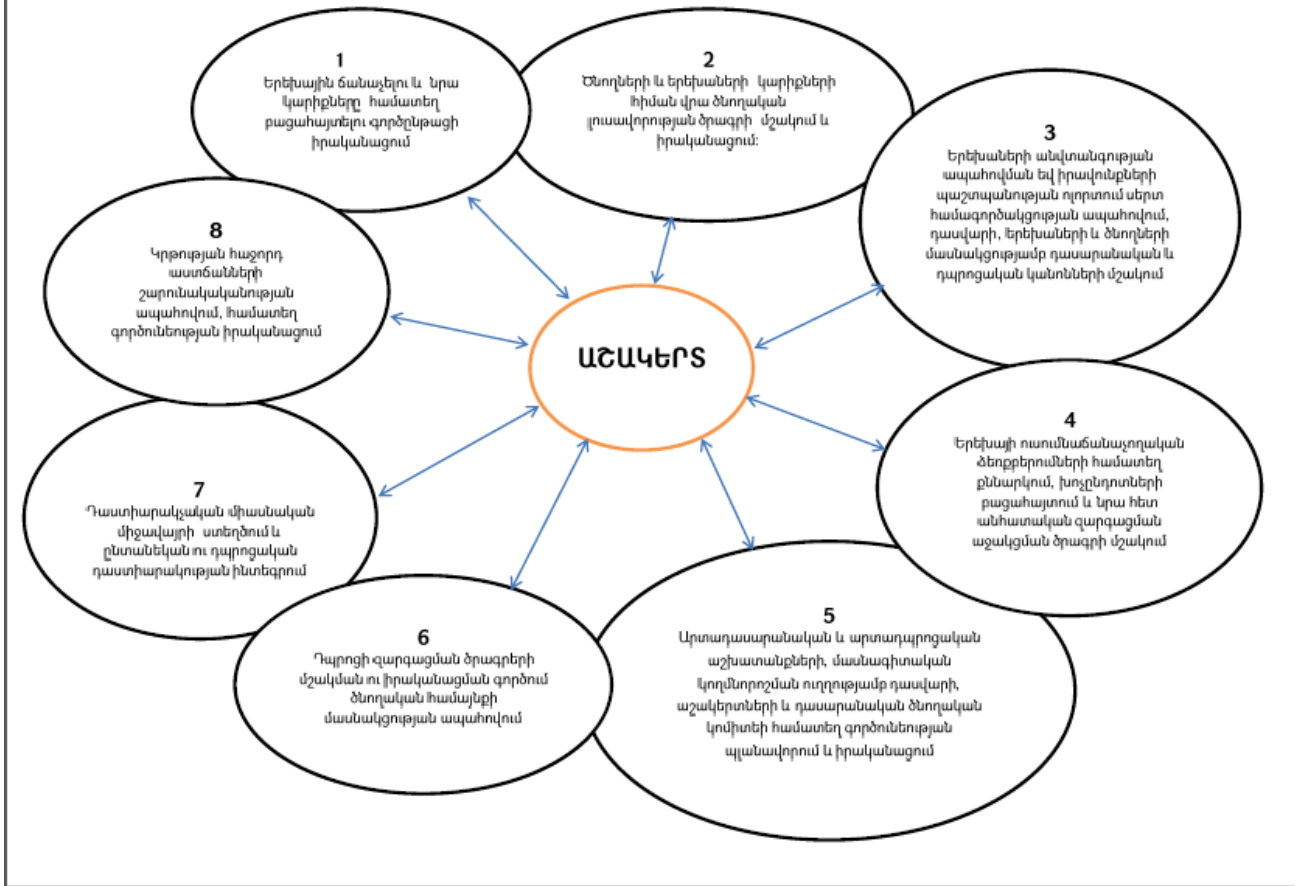 1
Երեխային ճանաչելու և նրա
կարիքները համատեղ
բացահայտելու գործընթացի
իրականացում
2
Ծնողների և երեխաների կարիքների
հիման վրա ծնողական
լուսավորության ծրագրի մշակում և
իրականացում:
3
Երեխաների անվտանգության
ապահովման եվ իրավունքների
պաշտպանության ոլորտում սերտ
համագործակցության ապահովում,
դասվարի, երեխաների և ծնողների
մասնակցությամբ դասարանական և
դպրոցական կանոնների մշակում
4
Երեխայի ուսումնաճանաչողական
ձեռքբերումների համատեղ
քննարկում, խոչընդոտների
բացահայտում և նրա հետ
անհատական զարգացման
աջակցման ծրագրի մշակում
5
Արտադասարանական և արտադպրոցական
աշխատանքների, մասնագիտական
կողմնորոշման ուղղությամբ դասվարի,
աշակերտների և դասարանական ծնողական
կոմիտեի համատեղ գործունեության
պլանավորում և իրականացում
6
Դպրոցի զարգացման ծրագրերի
մշակման ու իրականացման գործում
ծնողական համայնքի
մասնակցության ապահովում
7
Դաստիարակչական միասնական
միջավայրի ստեղծում և
ընտանեկան ու դպրոցական
դաստիարակության ինտեգրում
8
Կրթության հաջորդ
աստճանների
շարունակականության
ապահովում, համատեղ
գործունեության իրականացում
ԱՇԱԿԵՐՏ